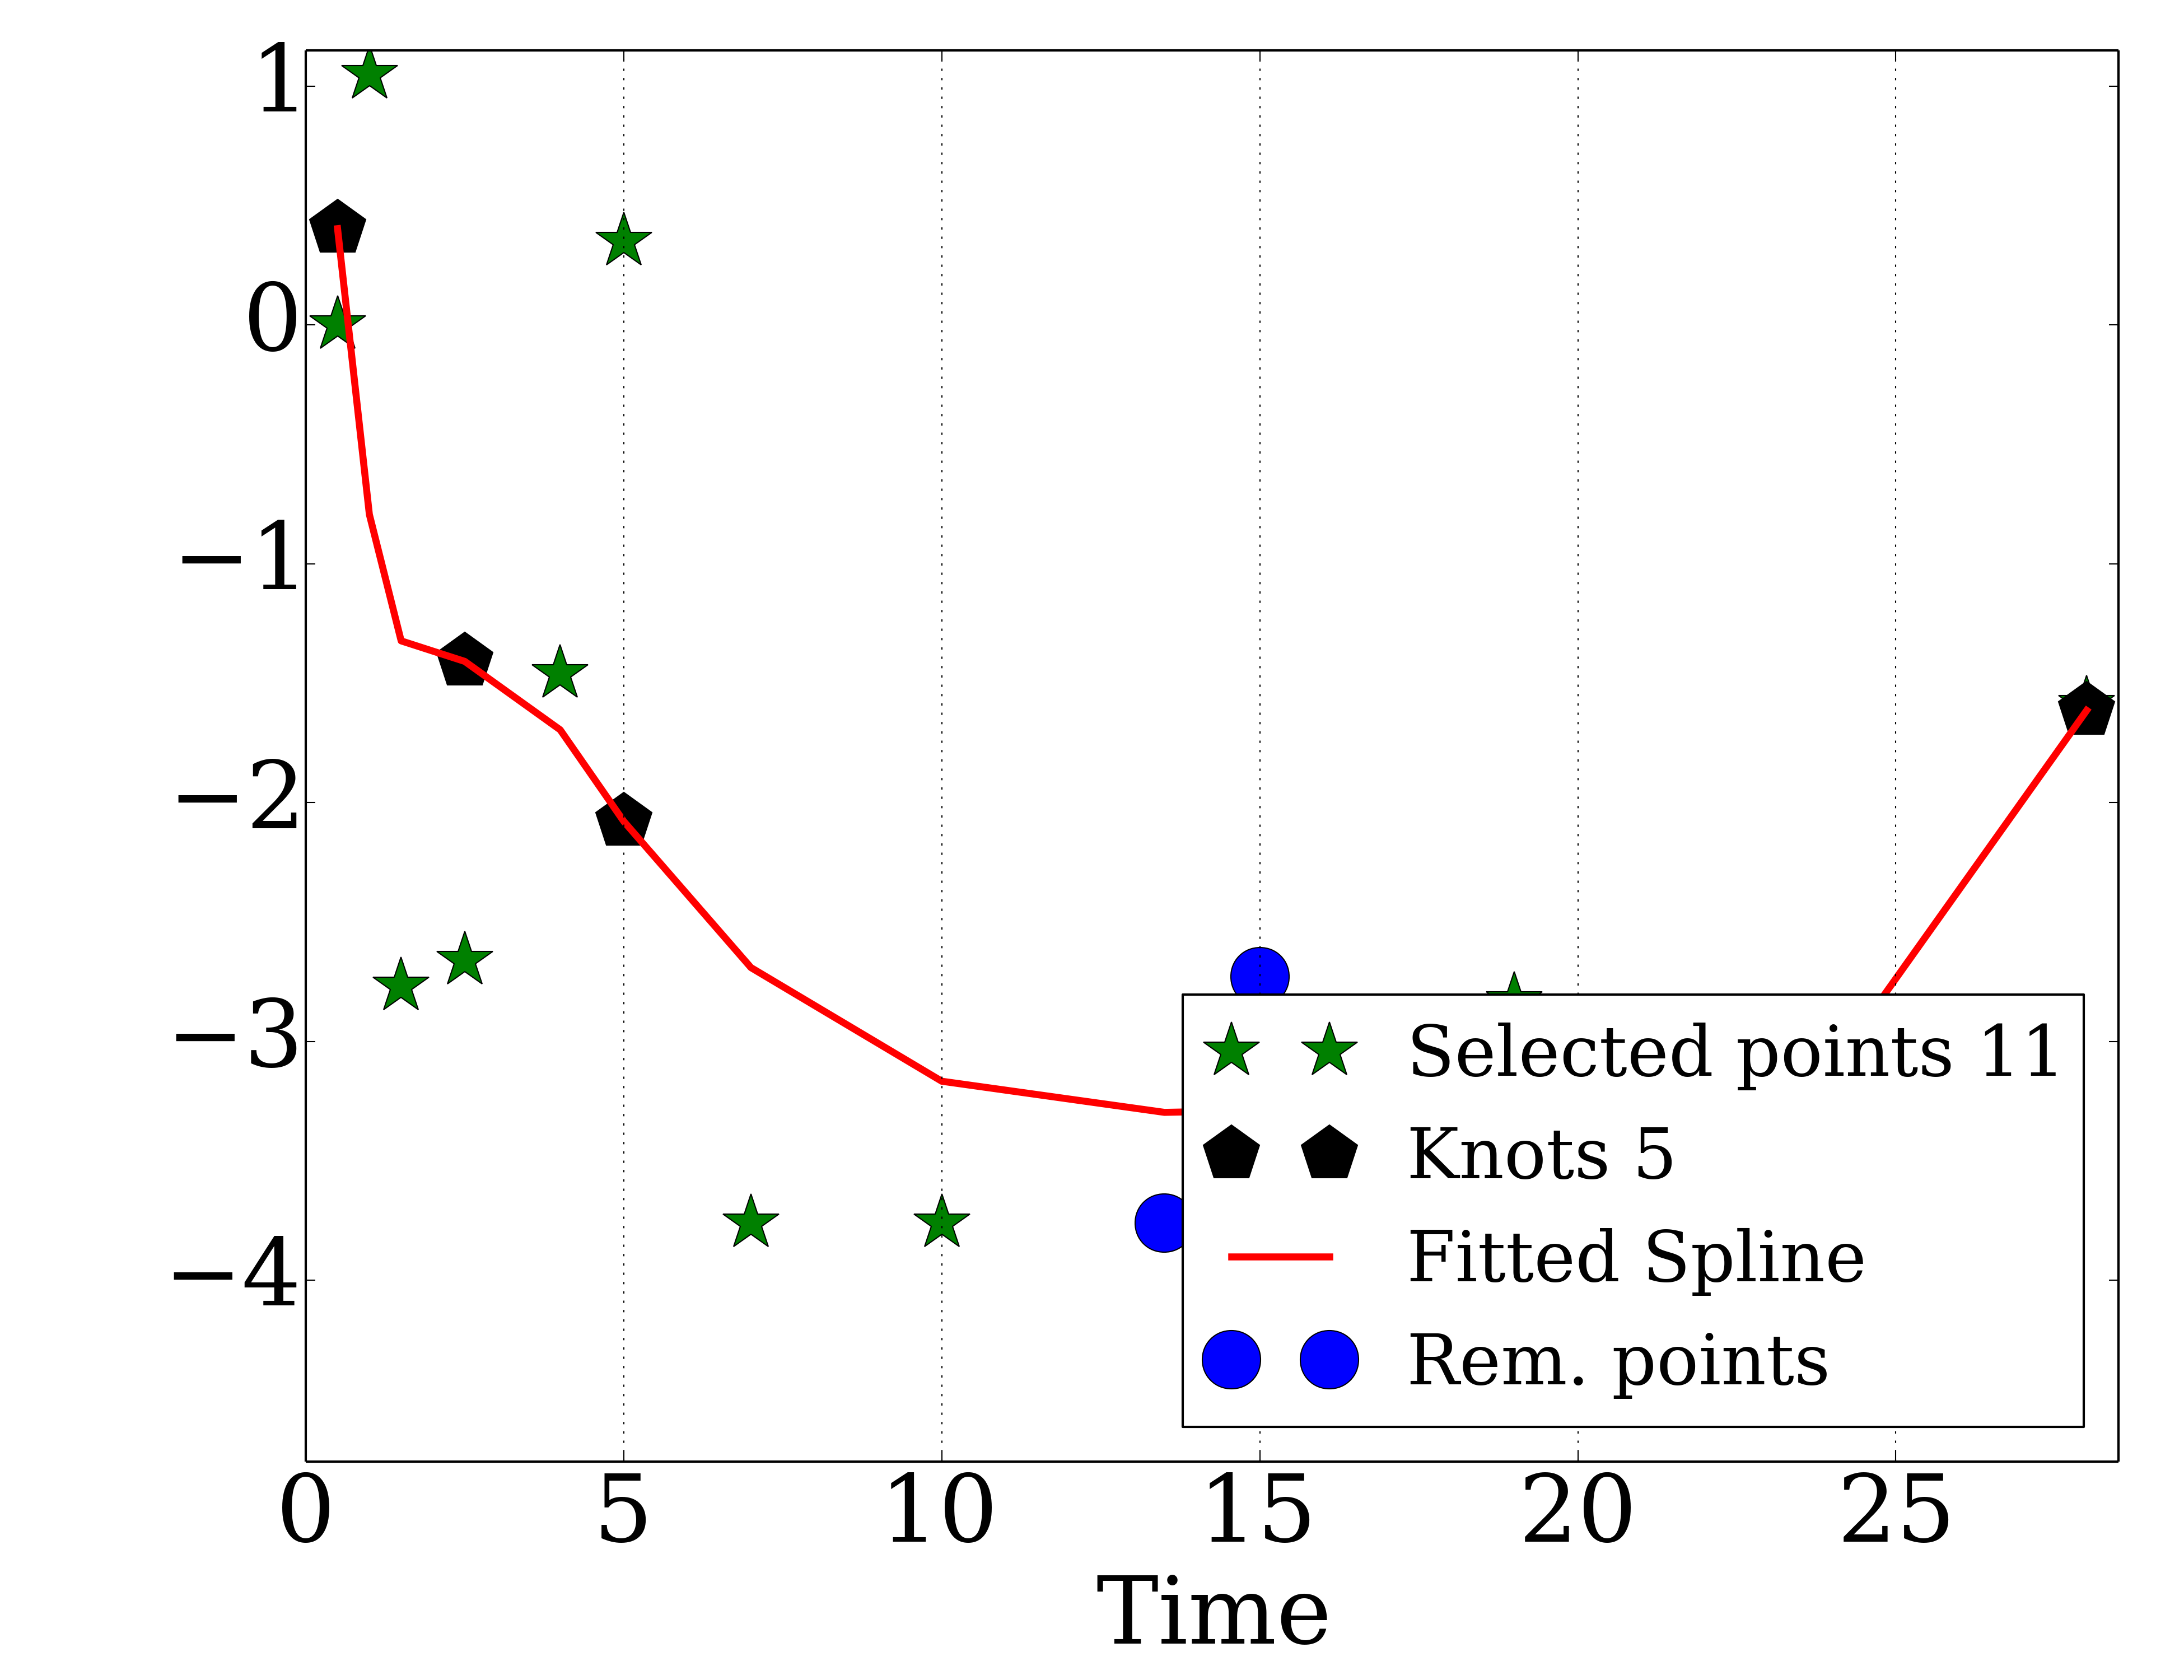 1
0
−1
−2
−3
−4
0 5 10 15 20 25
Time
Selected points 11
Knots 5
Fitted Spline
Rem. points